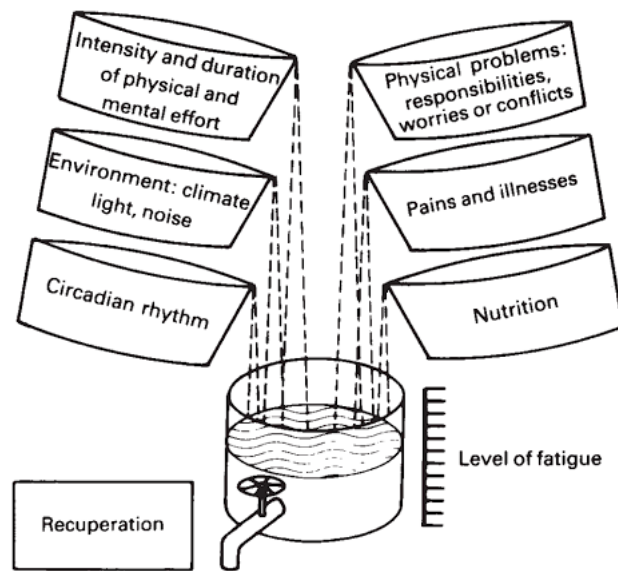 Intensity and duration
of physical and
mental effort
Physical problems:
responsibilities,
worries or conflicts
Environment: climate
light, noise
Pains and illnesses
Circadian rhythm
Nutrition
Level of fatigue
Recuperation